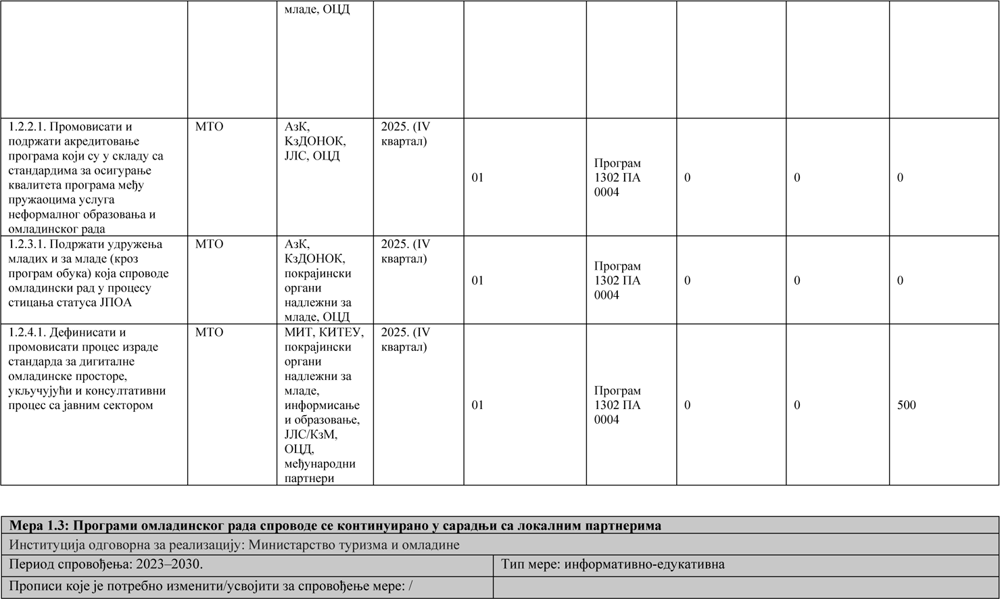 младе, ОЦД
1.2.2.1. Промовисати и
подржати акредитовање
програма који су у складу са
стандардима за осигурање
квалитета програма међу
пружаоцима услуга
неформалног образовања и
омладинског рада
МТО
АзК,
КзДОНОК,
ЈЛС, ОЦД
2025. (IV
квартал)
01
Програм
1302 ПА
0004
0
0
0
1.2.3.1. Подржати удружења
младих и за младе (кроз
програм обука) која спроводе
омладински рад у процесу
стицања статуса ЈПОА
МТО
АзК,
КзДОНОК,
покрајински
органи
надлежни за
младе, ОЦД
2025. (IV
квартал)
01
Програм
1302 ПА
0004
0
0
0
1.2.4.1. Дефинисати и
промовисати процес израде
стандарда за дигиталне
омладинске просторе,
укључујући и консултативни
процес са јавним сектором
МТО
МИТ, КИТЕУ,
покрајински
органи
надлежни за
младе,
информисање
и образовање,
ЈЛС/КзМ,
ОЦД,
међународни
партнери
2025. (IV
квартал)
01
Програм
1302 ПА
0004
0
0
500
Мера 1.3: Програми омладинског рада спроводе се континуирано у сарадњи са локалним партнерима
Институција одговорна за реализацију: Министарство туризма и омладине
Период спровођења: 2023–2030.
Тип мере: информативно-едукативна
Прописи које је потребно изменити/усвојити за спровођење мере: /